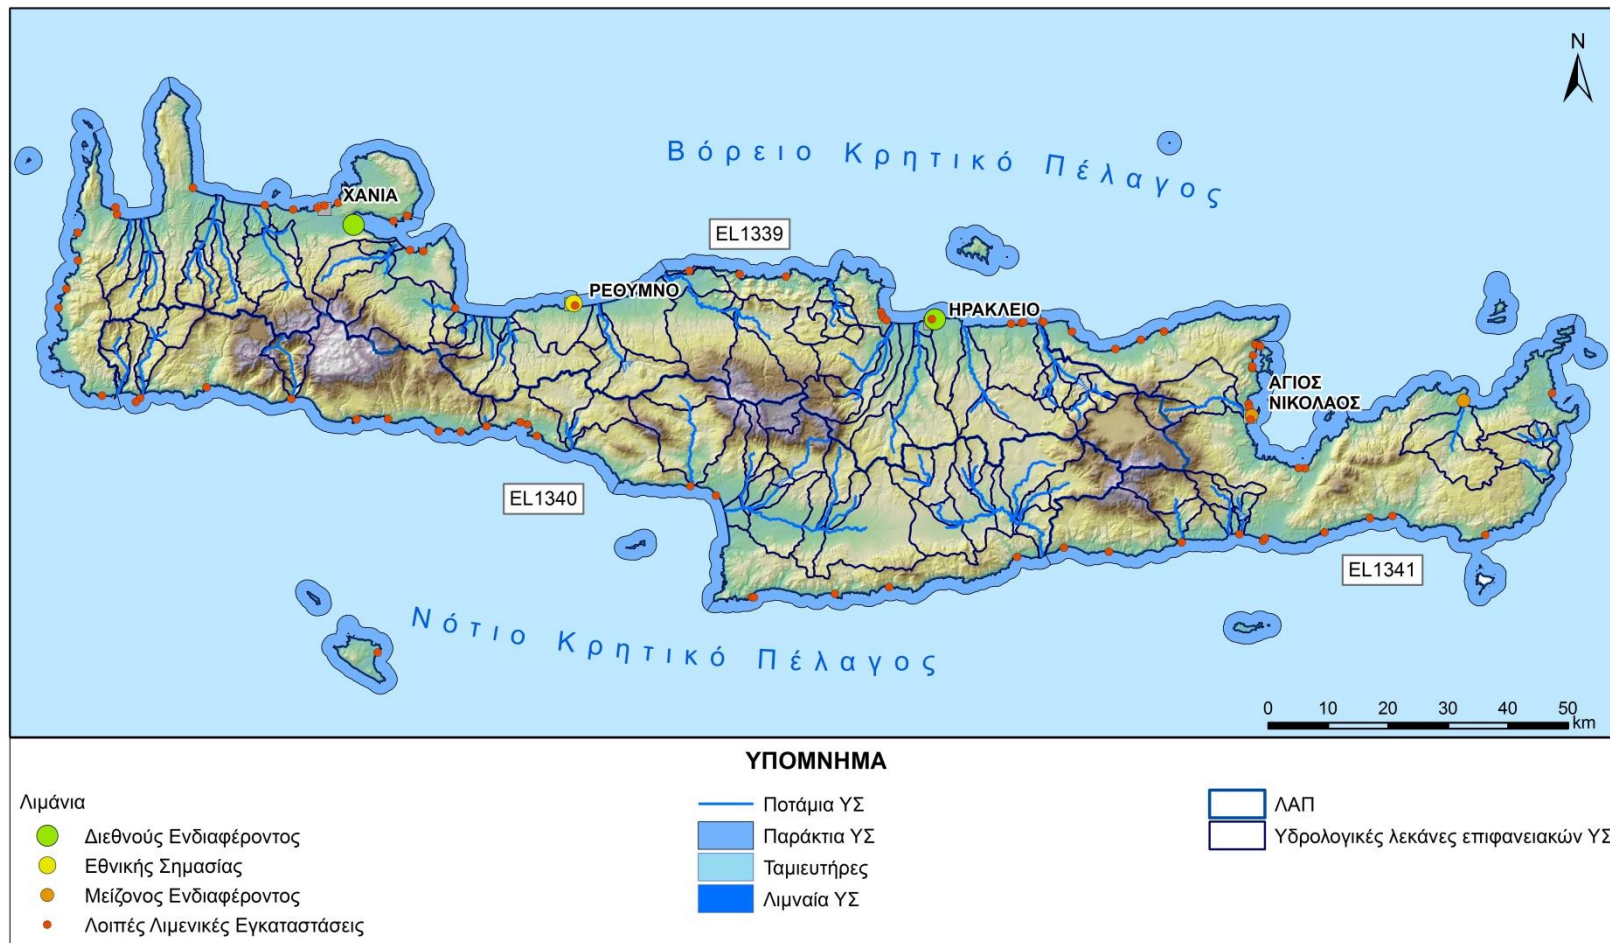 N
Βόρειο Κρητικό Πέλαγος
ΧΑΝΙΑ
EL1339
ΡΕΘΥΜΝΟ
ΗΡΑΚΛΕΙΟ
ΑΓΙΟΣ
ΝΙΚΟΛΑΟΣ
EL1340
EL1341
Νότιο Κρητικό Πέλαγος
0 10 20 30 40 50
km
ΥΠΟΜΝΗΜΑ
Λιμάνια
Διεθνούς Ενδιαφέροντος
Εθνικής Σημασίας
Μείζονος Ενδιαφέροντος
Λοιπές Λιμενικές Εγκαταστάσεις
Ποτάμια ΥΣ
Παράκτια ΥΣ
Ταμιευτήρες
Λιμναία ΥΣ
ΛΑΠ
Υδρολογικές λεκάνες επιφανειακών ΥΣ